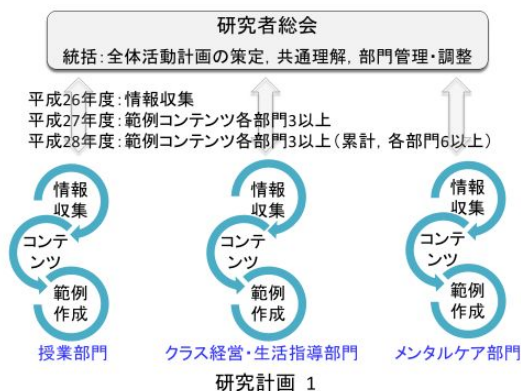 研究者総会
統括:全体活動計画の策定, 共通理解, 部門管理・調整
平成26年度:情報収集
平成27年度:範例コンテンツ各部門3以上
平成28年度:範例コンテンツ各部門3以上(累計, 各部門6以上)
情報
収集
コンテ
ンツ
範例
作成
授業部門
情報
収集
コンテ
ンツ
範例
作成
クラス経営・生活指導部門
情報
収集
コンテ
ンツ
範例
作成
メンタルケア部門
研究計画 1